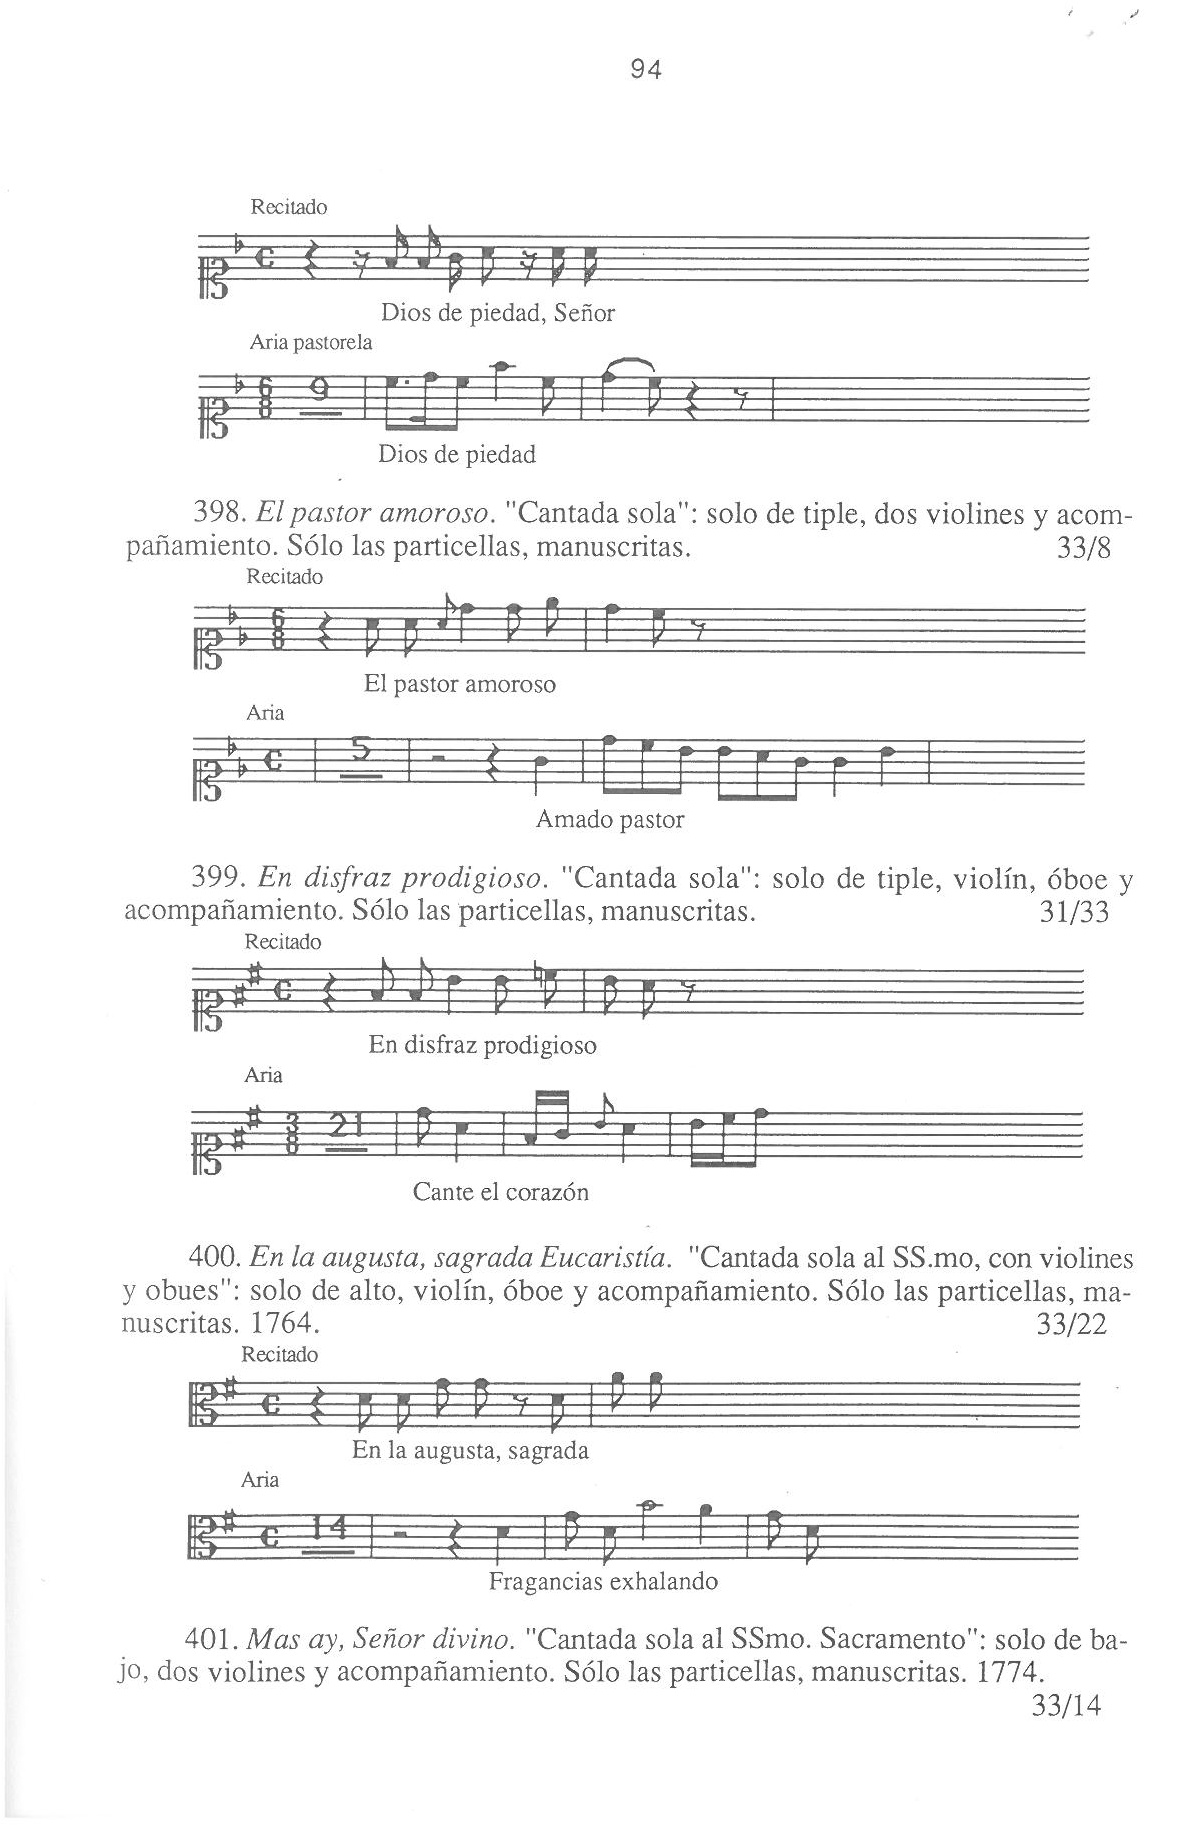 94
Recitado
Dios de piedad, Señor
Aria pastorela
9
Dios de piedad
398. El pastor amoroso. "Cantada sola": solo de tiple, dos violines y acom-
pañamiento. Sólo las particellas, manuscritas. 33/8
Recitado
El pastor amoroso
Aria
5
Amado pastor
399. En disfraz prodigioso. "Cantada sola": solo de tiple, violín, óboe y
acompañamiento. Sólo las particellas, manuscritas. 31/33
Recitado
En disfraz prodigioso
Aria
21
Cante el corazón
400. En la augusta, sagrada Eucaristía. "Cantada sola al SS.mo, con violines
y obues": solo de alto, violín, óboe y acompañamiento. Sólo las particellas, ma-
nuscritas. 1764. 33/22
Recitado
En la augusta, sagrada
Aria
14
Fragancias exhalando
401. Mas ay, Señor divino. "Cantada sola al SSmo. Sacramento": solo de ba-
jo, dos violines y acompañamiento. Sólo las particellas, manuscritas. 1774.
33/14